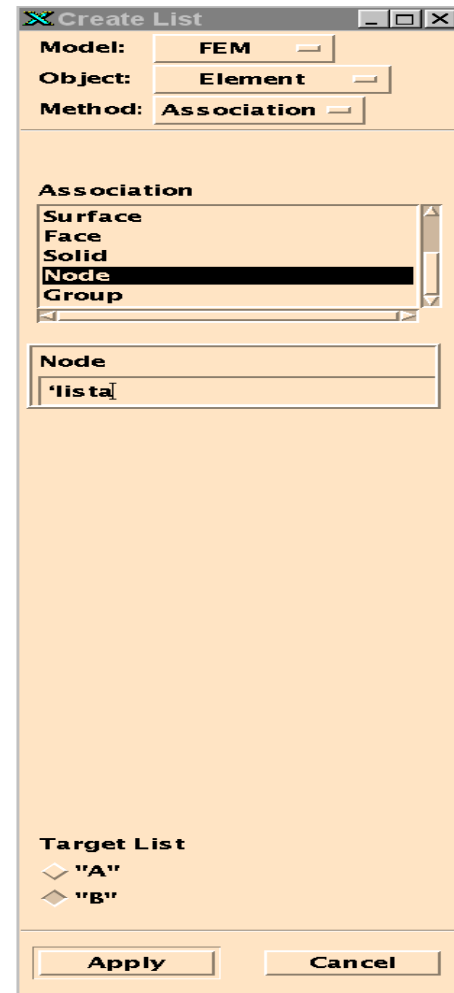 Create List
Model: FEM
Object: Element
Method: Association
Association
Surface
Face
Solid
Node
Group
Node
‘lista
Target List
"A"
"B"
Apply Cancel